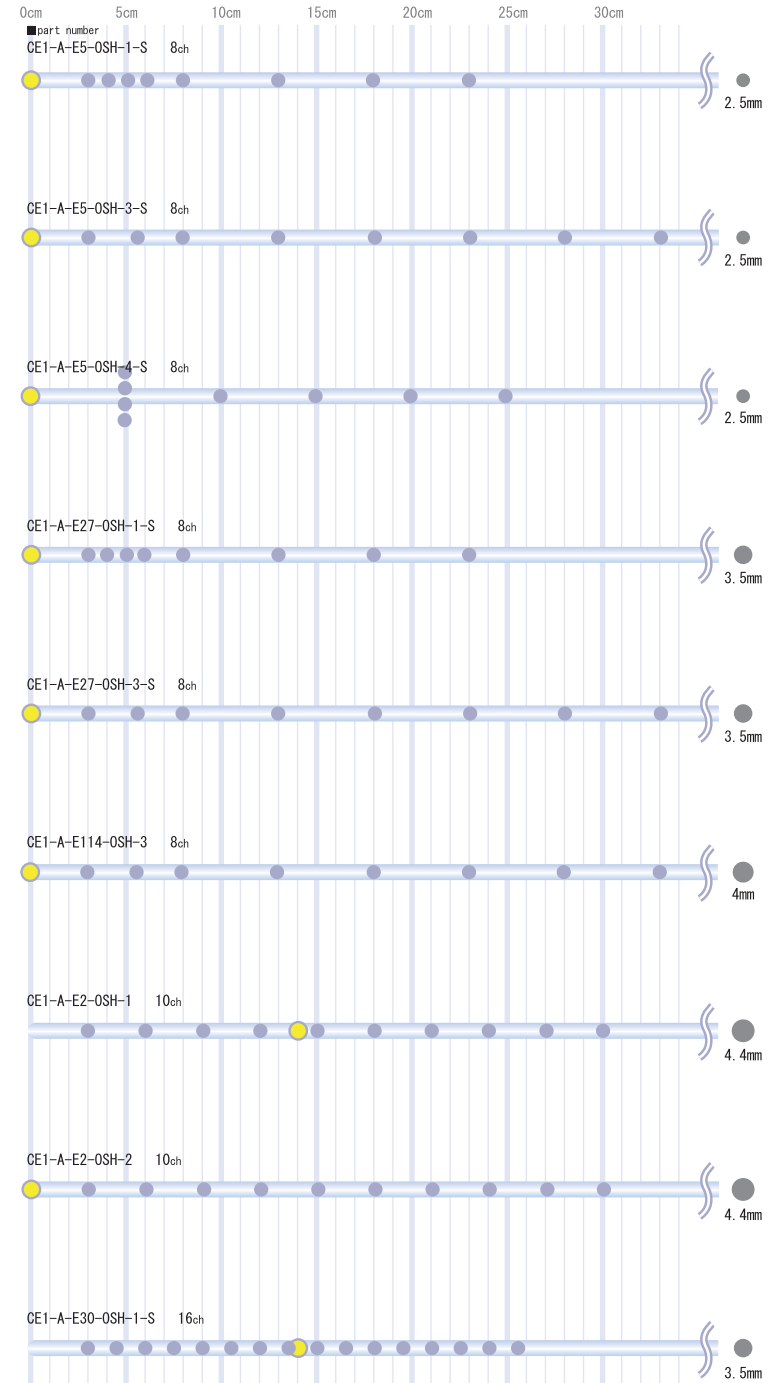 0cm 5cm 10cm 15cm 20cm 25cm 30cm
■part number
CE1-A-E5-OSH-1-S 8ch
2.5mm
CE1-A-E5-OSH-3-S 8ch
2.5mm
CE1-A-E5-OSH-4-S 8ch
2.5mm
CE1-A-E27-OSH-1-S 8ch
3.5mm
CE1-A-E27-OSH-3-S 8ch
3.5mm
CE1-A-E114-OSH-3 8ch
4mm
CE1-A-E2-OSH-1 10ch
4.4mm
CE1-A-E2-OSH-2 10ch
4.4mm
CE1-A-E30-OSH-1-S 16ch
3.5mm